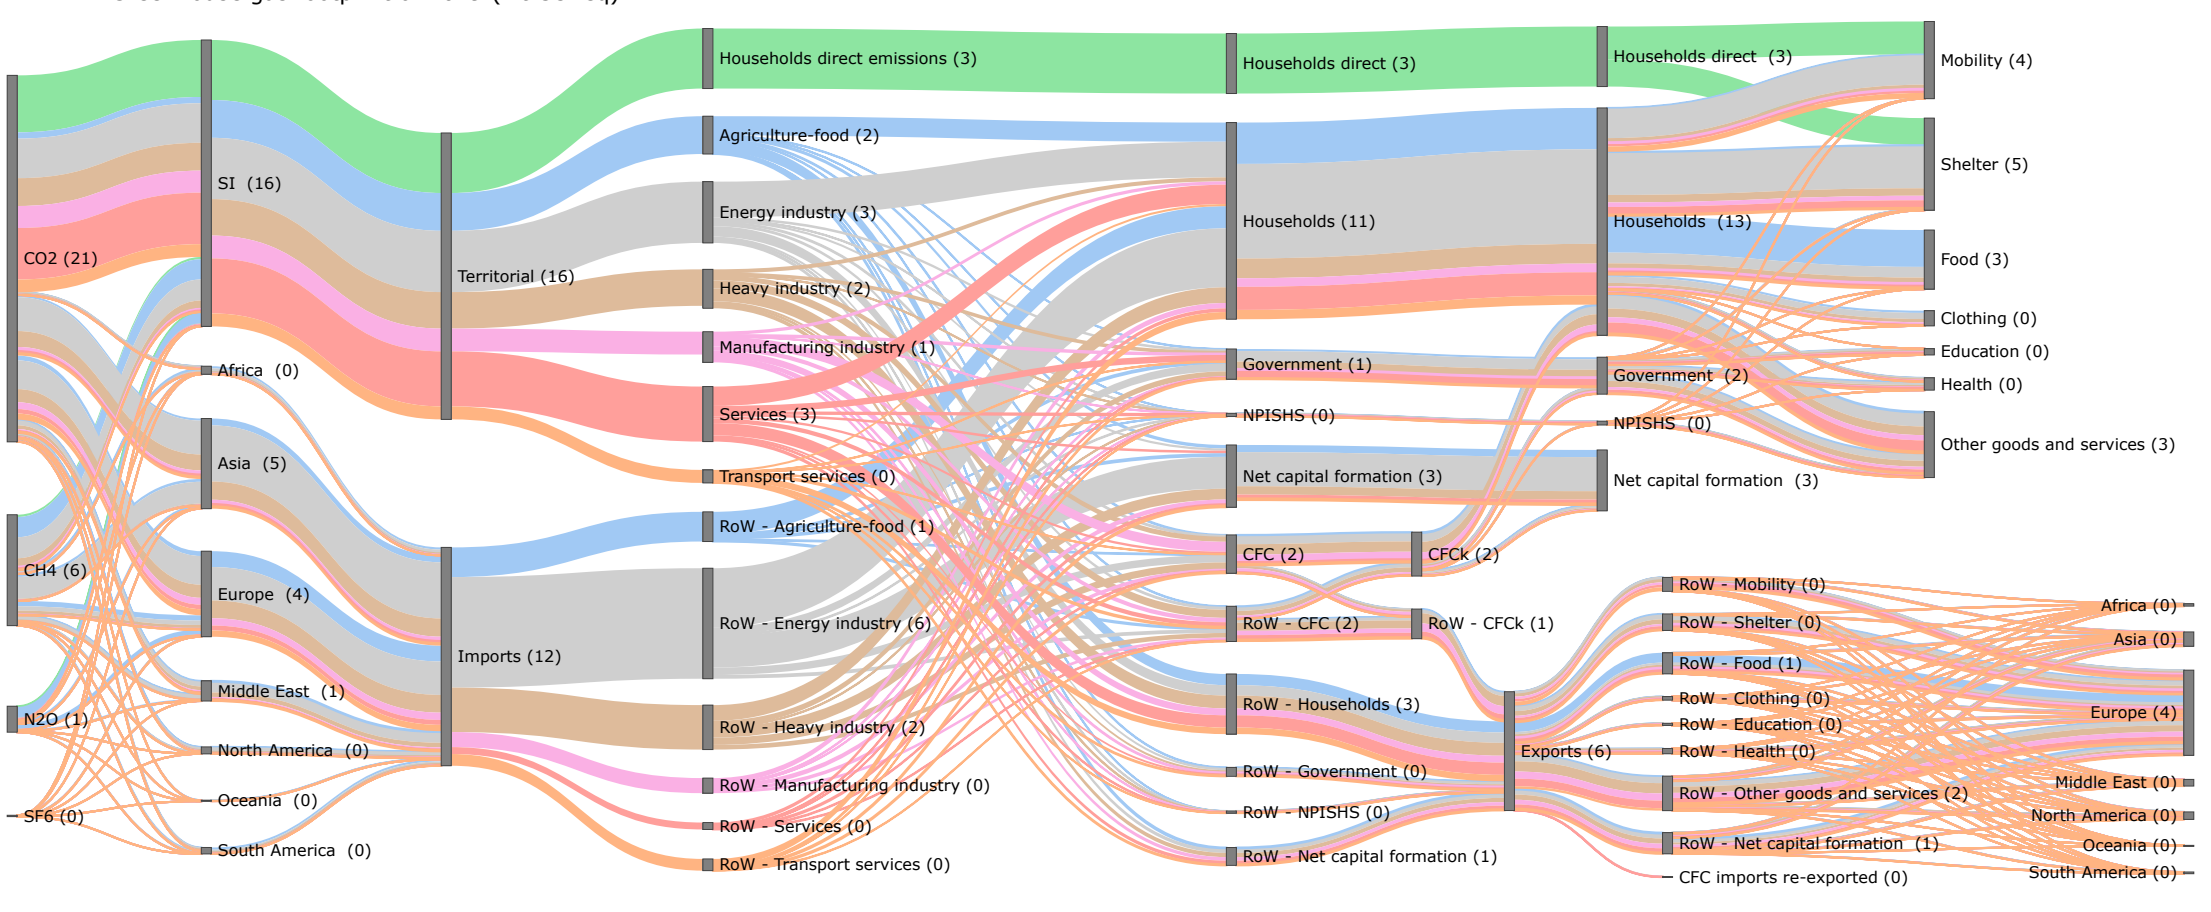 CO2 (21)
CH4 (6)
N2O (1)
SF6 (0)
SI (16)
Africa (0)
Asia (5)
Europe (4)
Middle East (1)
North America (0)
Oceania (0)
South America (0)
Territorial (16)
Imports (12)
Households direct emissions (3)
Agriculture-food (2)
Energy industry (3)
Heavy industry (2)
Manufacturing industry (1)
Services (3)
Transport services (0)
RoW - Agriculture-food (1)
RoW - Energy industry (6)
RoW - Heavy industry (2)
RoW - Manufacturing industry (0)
RoW - Services (0)
RoW - Transport services (0)
Households direct (3)
Households (11)
Government (1)
NPISHS (0)
Net capital formation (3)
CFC (2)
RoW - CFC (2)
RoW - Households (3)
RoW - Government (0)
RoW - NPISHS (0)
RoW - Net capital formation (1)
CFCk (2)
RoW - CFCk (1)
Exports (6)
Households direct (3)
Households (13)
Government (2)
NPISHS (0)
Net capital formation (3)
RoW - Mobility (0)
RoW - Shelter (0)
RoW - Food (1)
RoW - Clothing (0)
RoW - Education (0)
RoW - Health (0)
RoW - Other goods and services (2)
RoW - Net capital formation (1)
CFC imports re-exported (0)
Mobility (4)
Shelter (5)
Food (3)
Clothing (0)
Education (0)
Health (0)
Other goods and services (3)
Africa (0)
Asia (0)
Europe (4)
Middle East (0)
North America (0)
Oceania (0)
South America (0)